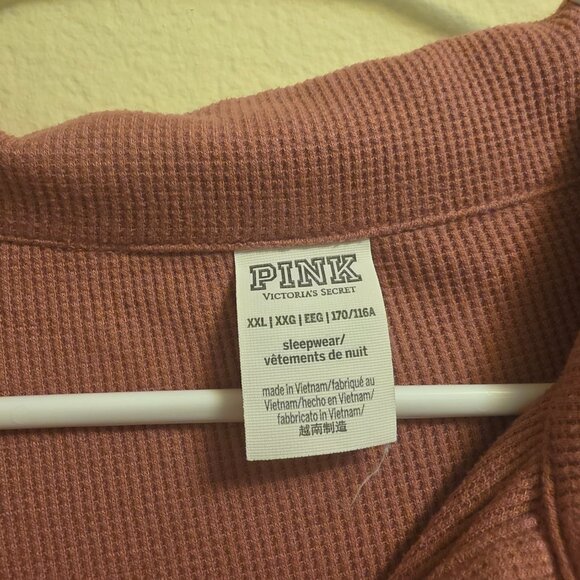 PINK
VICTORIA'S SECRET
XXL | XXG | EEG | 170/116A
sleepwear/
vêtements de nuit
made in Vietnam/fabriqué au
Vietnam/hecho en Vietnam/
fabbricato in Vietnam/
越南制造